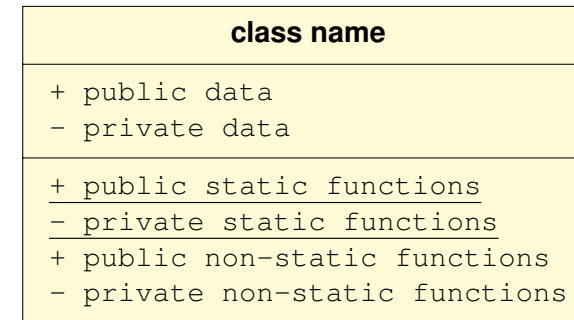 class name
+ public data
- private data
+ public static functions
- private static functions
+ public non-static functions
- private non-static functions